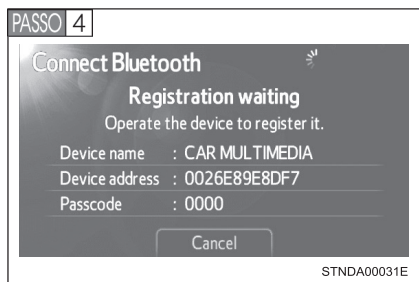 PASSO 4
Connect Bluetooth
Registration waiting
Operate the device to register it.
Device name : CAR MULTIMEDIA
Device address : 0026E89E8DF7
Passcode : 0000
Cancel
STNDA00031E